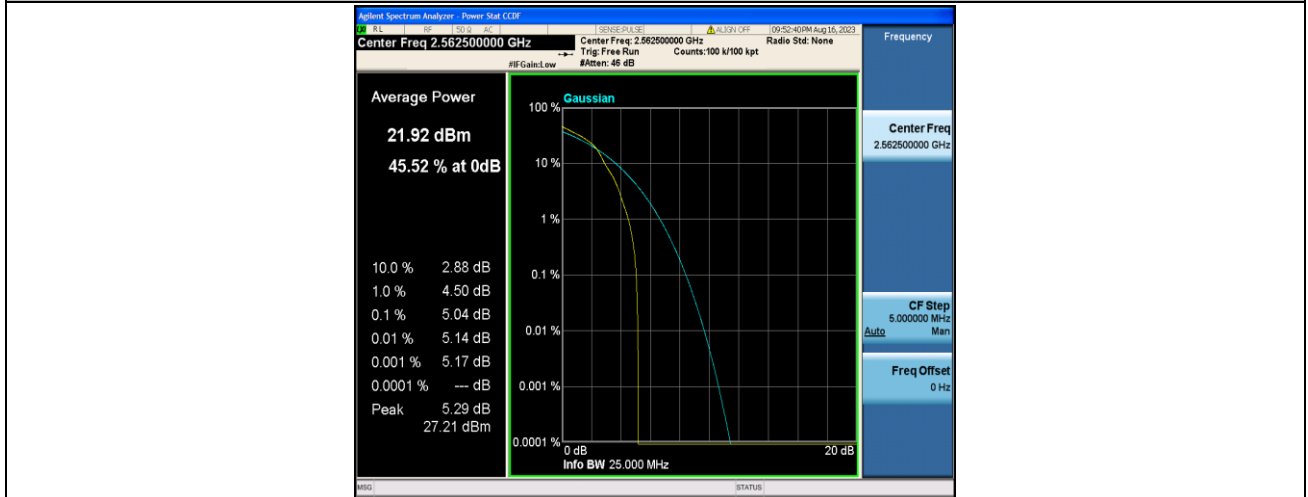 Agilent Spectrum Analyzer - Power Stat CCDF
RL RF 50 Ω AC SENSE:PULSE ALIGN OFF 09:52:40 PM Aug 16, 2023
Center Freq 2.562500000 GHz
Center Freq: 2.562500000 GHz Radio Std: None
Trig: Free Run Counts:100 k/100 kpt
#IFGain:Low #Atten: 46 dB
Frequency
Average Power
21.92 dBm
45.52 % at 0dB
10.0 % 2.88 dB
1.0 % 4.50 dB
0.1 % 5.04 dB
0.01 % 5.14 dB
0.001 % 5.17 dB
0.0001 % --- dB
Peak 5.29 dB
27.21 dBm
Gaussian
100 %
10 %
1 %
0.1 %
0.01 %
0.001 %
0.0001 %
0 dB 20 dB
Info BW 25.000 MHz
Center Freq
2.562500000 GHz
CF Step
5.000000 MHz
Auto Man
Freq Offset
0 Hz
MSG STATUS